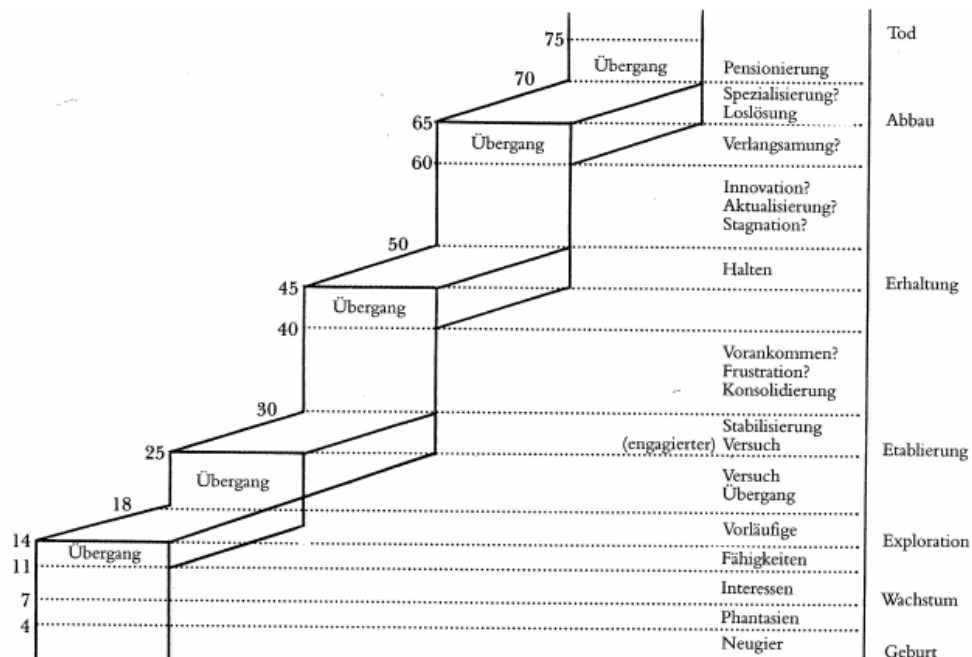 75
Tod
Übergang
Pensionierung
70
Spezialisierung?
Loslösung
65
Abbau
Übergang
Verlangsamung?
60
Innovation?
Aktualisierung?
Stagnation?
50
Halten
45
Erhaltung
Übergang
40
Vorankommen?
Frustration?
Konsolidierung
30
Stabilisierung
(engagierter) Versuch
25
Etablierung
Versuch
Übergang
Übergang
18
Vorläufige
14
Exploration
Übergang
Fähigkeiten
11
Interessen
7
Wachstum
Phantasien
4
Neugier
Geburt